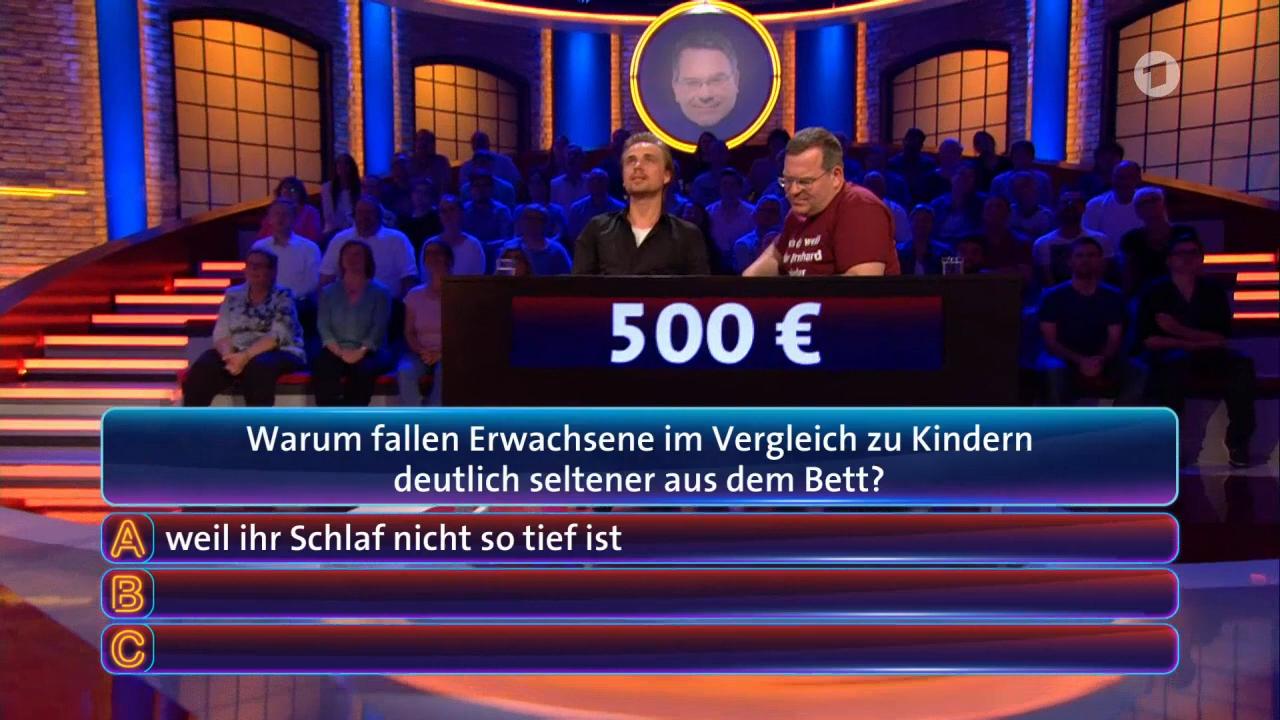 1
500 €
Warum fallen Erwachsene im Vergleich zu Kindern
deutlich seltener aus dem Bett?
A weil ihr Schlaf nicht so tief ist
B
C